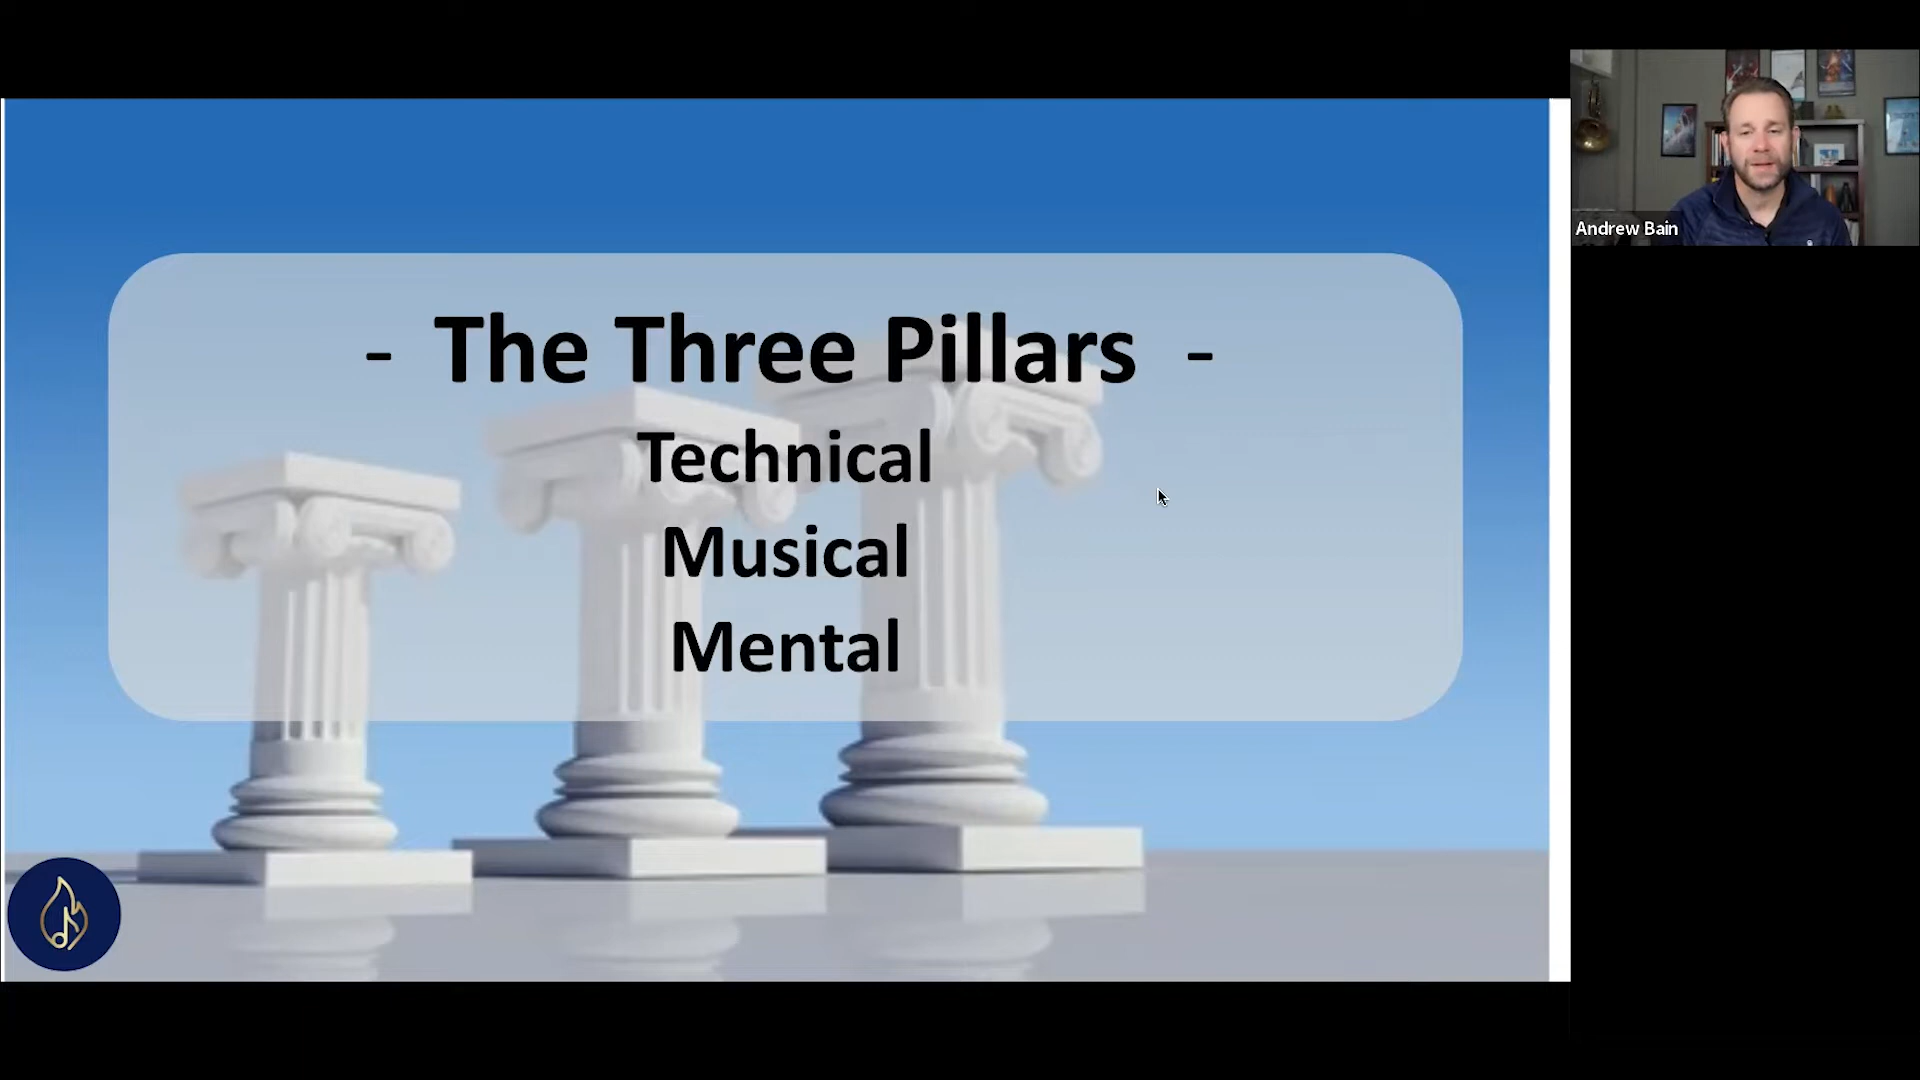 - The Three Pillars -
Technical
Musical
Mental
Andrew Bain